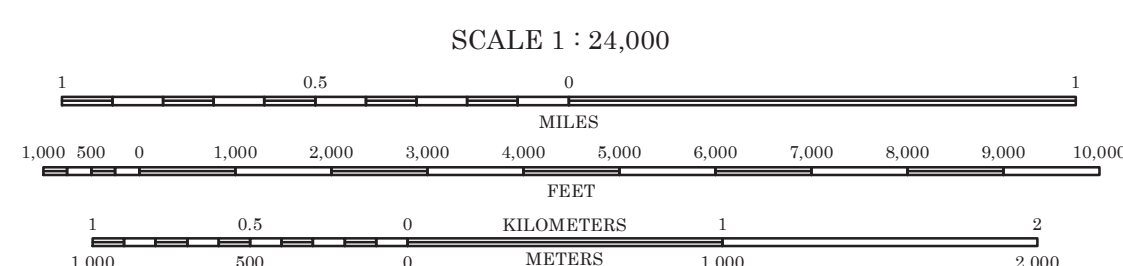 SCALE 1 : 24,000
1 0.5 0 1
MILES
1,000 500 0 1,000 2,000 3,000 4,000 5,000 6,000 7,000 8,000 9,000 10,000
FEET
1 0.5 0 KILOMETERS 1 2
1,000 500 0 METERS 1,000 2,000